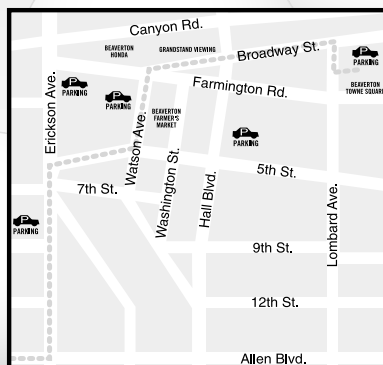 Canyon Rd.
BEAVERTON
HONDA
GRANDSTAND VIEWING
Broadway St.
P
PARKING
BEAVERTON
TOWNE SQUARE
P
PARKING
P
PARKING
Farmington Rd.
Erickson Ave.
Watson Ave.
BEAVERTON
FARMER'S
MARKET
P
PARKING
Washington St.
Hall Blvd.
5th St.
7th St.
Lombard Ave.
P
PARKING
9th St.
12th St.
Allen Blvd.